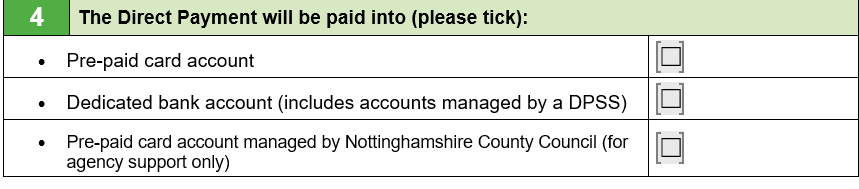 4 The Direct Payment will be paid into (please tick):
• Pre-paid card account ☐
• Dedicated bank account (includes accounts managed by a DPSS) ☐
• Pre-paid card account managed by Nottinghamshire County Council (for
agency support only) ☐